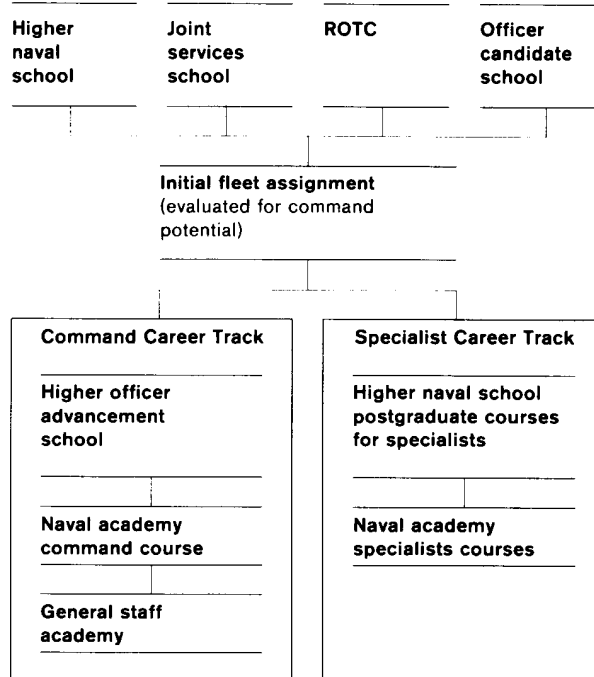 Higher
naval
school
Joint
services
school
ROTC
Officer
candidate
school
Initial fleet assignment
(evaluated for command
potential)
Command Career Track
Higher officer
advancement
school
Naval academy
command course
General staff
academy
Specialist Career Track
Higher naval school
postgraduate courses
for specialists
Naval academy
specialists courses